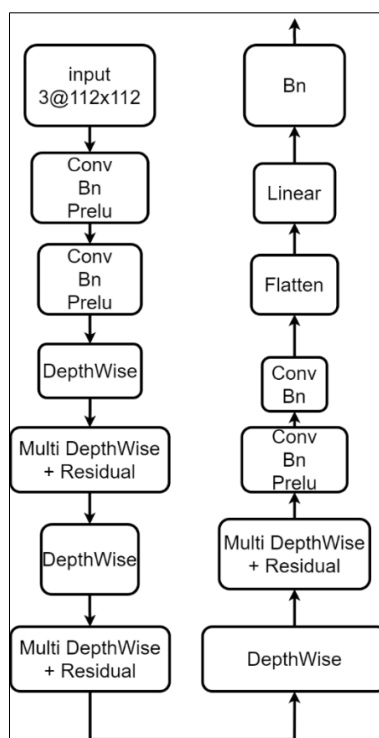 input
3@112x112
Conv
Bn
Prelu
Conv
Bn
Prelu
DepthWise
Multi DepthWise
+ Residual
DepthWise
Multi DepthWise
+ Residual
DepthWise
Multi DepthWise
+ Residual
Conv
Bn
Prelu
Conv
Bn
Flatten
Linear
Bn